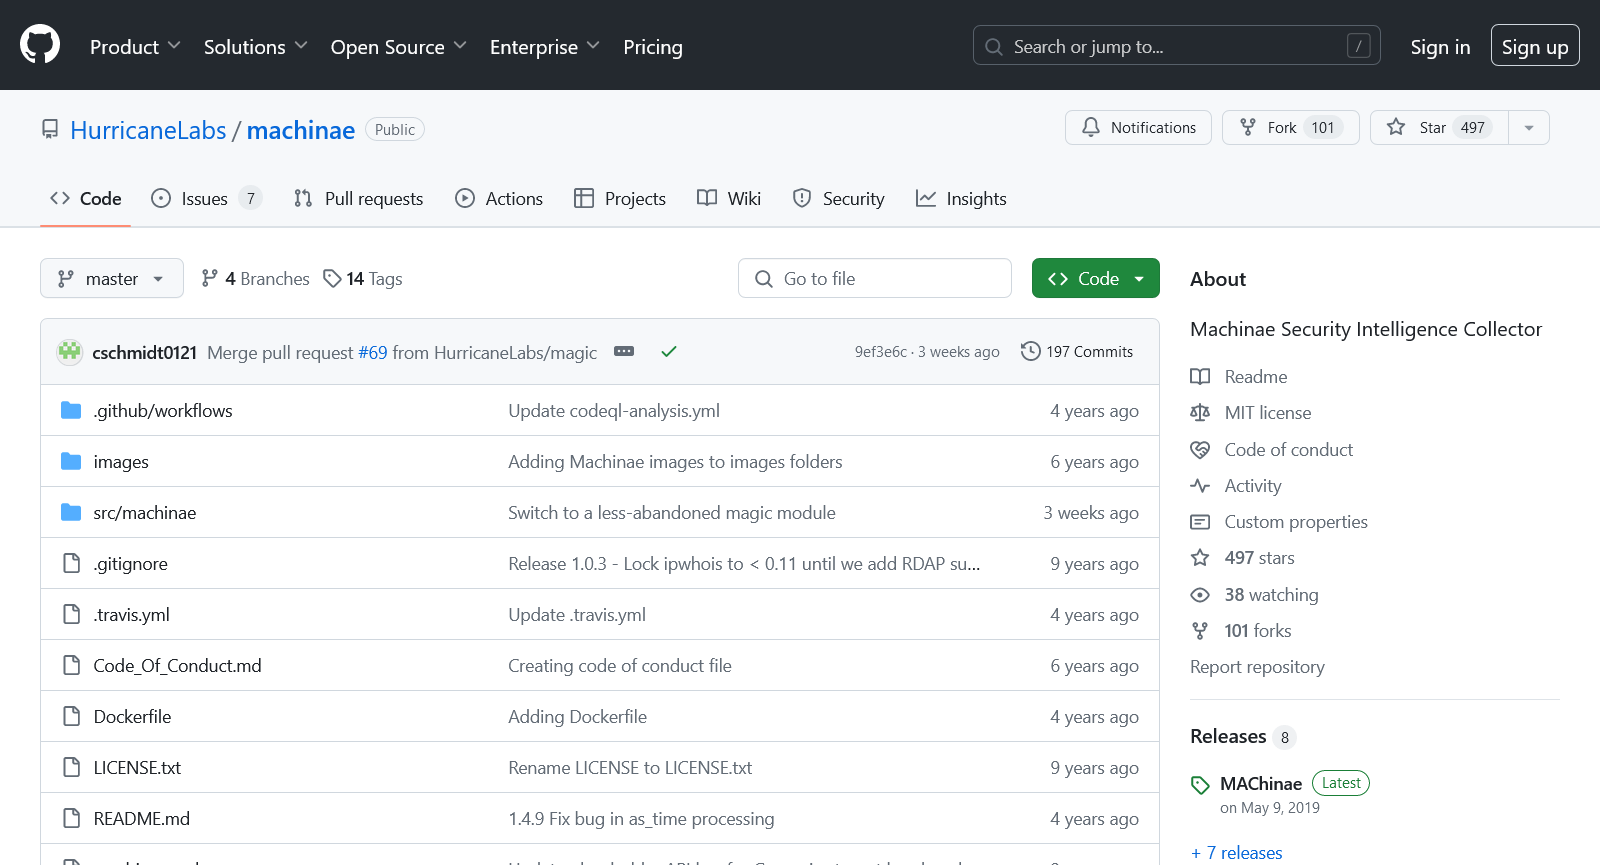 Product Solutions Open Source Enterprise Pricing Search or jump to... / Sign in Sign up
HurricaneLabs / machinae Public Notifications Fork 101 Star 497
Code Issues 7 Pull requests Actions Projects Wiki Security Insights
master 4 Branches 14 Tags Go to file Code
cschmidt0121 Merge pull request #69 from HurricaneLabs/magic 9ef3e6c · 3 weeks ago 197 Commits
.github/workflows Update codeql-analysis.yml 4 years ago
images Adding Machinae images to images folders 6 years ago
src/machinae Switch to a less-abandoned magic module 3 weeks ago
.gitignore Release 1.0.3 - Lock ipwhois to < 0.11 until we add RDAP su... 9 years ago
.travis.yml Update .travis.yml 4 years ago
Code_Of_Conduct.md Creating code of conduct file 6 years ago
Dockerfile Adding Dockerfile 4 years ago
LICENSE.txt Rename LICENSE to LICENSE.txt 9 years ago
README.md 1.4.9 Fix bug in as_time processing 4 years ago
About
Machinae Security Intelligence Collector
Readme
MIT license
Code of conduct
Activity
Custom properties
497 stars
38 watching
101 forks
Report repository
Releases 8
MAChinae Latest
on May 9, 2019
+ 7 releases